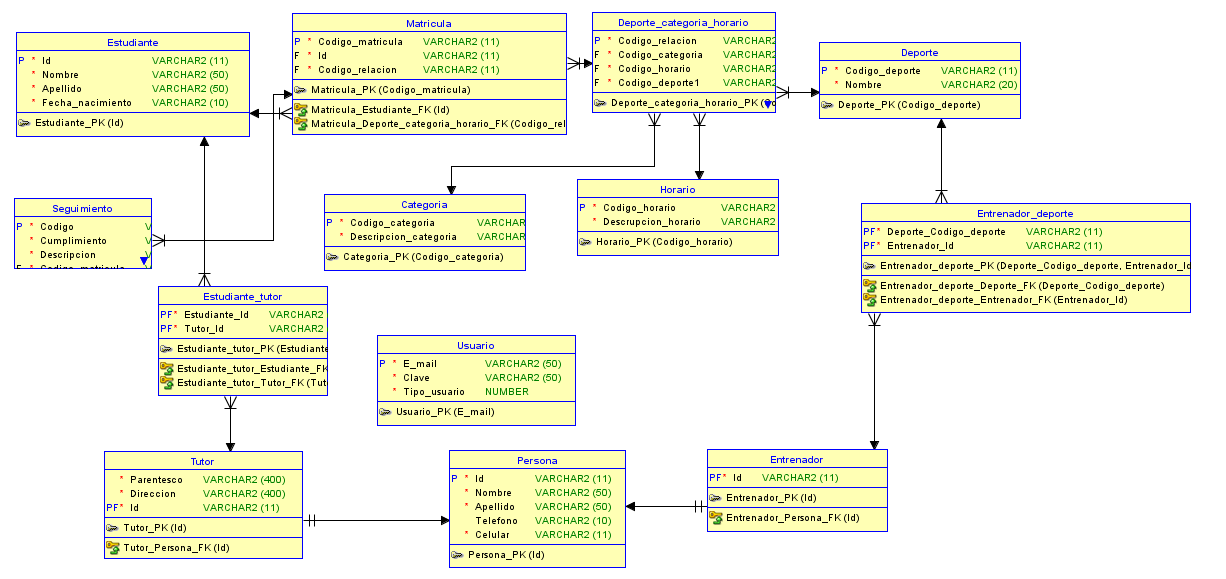 Estudiante
P * Id VARCHAR2 (11)
* Nombre VARCHAR2 (50)
* Apellido VARCHAR2 (50)
* Fecha_nacimiento VARCHAR2 (10)
Estudiante_PK (Id)
Matricula
P * Codigo_matricula VARCHAR2 (11)
F * Id VARCHAR2 (11)
F * Codigo_relacion VARCHAR2 (11)
Matricula_PK (Codigo_matricula)
Matricula_Estudiante_FK (Id)
Matricula_Deporte_categoria_horario_FK (Codigo_rel
Deporte_categoria_horario
P * Codigo_relacion VARCHAR2
F * Codigo_categoria VARCHAR2
F * Codigo_horario VARCHAR2
F * Codigo_deporte1 VARCHAR2
Deporte_categoria_horario_PK
Deporte
P * Codigo_deporte VARCHAR2 (11)
* Nombre VARCHAR2 (20)
Deporte_PK (Codigo_deporte)
Seguimiento
P * Codigo V
* Cumplimiento V
* Descripcion V
F * Codigo_matricula V
Categoria
P * Codigo_categoria VARCHAR
* Descripcion_categoria VARCHAR
Categoria_PK (Codigo_categoria)
Horario
P * Codigo_horario VARCHAR2
* Descrupcion_horario VARCHAR2
Horario_PK (Codigo_horario)
Entrenador_deporte
PF* Deporte_Codigo_deporte VARCHAR2 (11)
PF* Entrenador_Id VARCHAR2 (11)
Entrenador_deporte_PK (Deporte_Codigo_deporte, Entrenador_Id
Entrenador_deporte_Deporte_FK (Deporte_Codigo_deporte)
Entrenador_deporte_Entrenador_FK (Entrenador_Id)
Estudiante_tutor
PF* Estudiante_Id VARCHAR2
PF* Tutor_Id VARCHAR2
Estudiante_tutor_PK (Estudiante
Estudiante_tutor_Estudiante_FK
Estudiante_tutor_Tutor_FK (Tut
Usuario
P * E_mail VARCHAR2 (50)
* Clave VARCHAR2 (50)
* Tipo_usuario NUMBER
Usuario_PK (E_mail)
Tutor
* Parentesco VARCHAR2 (400)
* Direccion VARCHAR2 (400)
PF* Id VARCHAR2 (11)
Tutor_PK (Id)
Tutor_Persona_FK (Id)
Persona
P * Id VARCHAR2 (11)
* Nombre VARCHAR2 (50)
* Apellido VARCHAR2 (50)
Telefono VARCHAR2 (10)
* Celular VARCHAR2 (11)
Persona_PK (Id)
Entrenador
PF* Id VARCHAR2 (11)
Entrenador_PK (Id)
Entrenador_Persona_FK (Id)